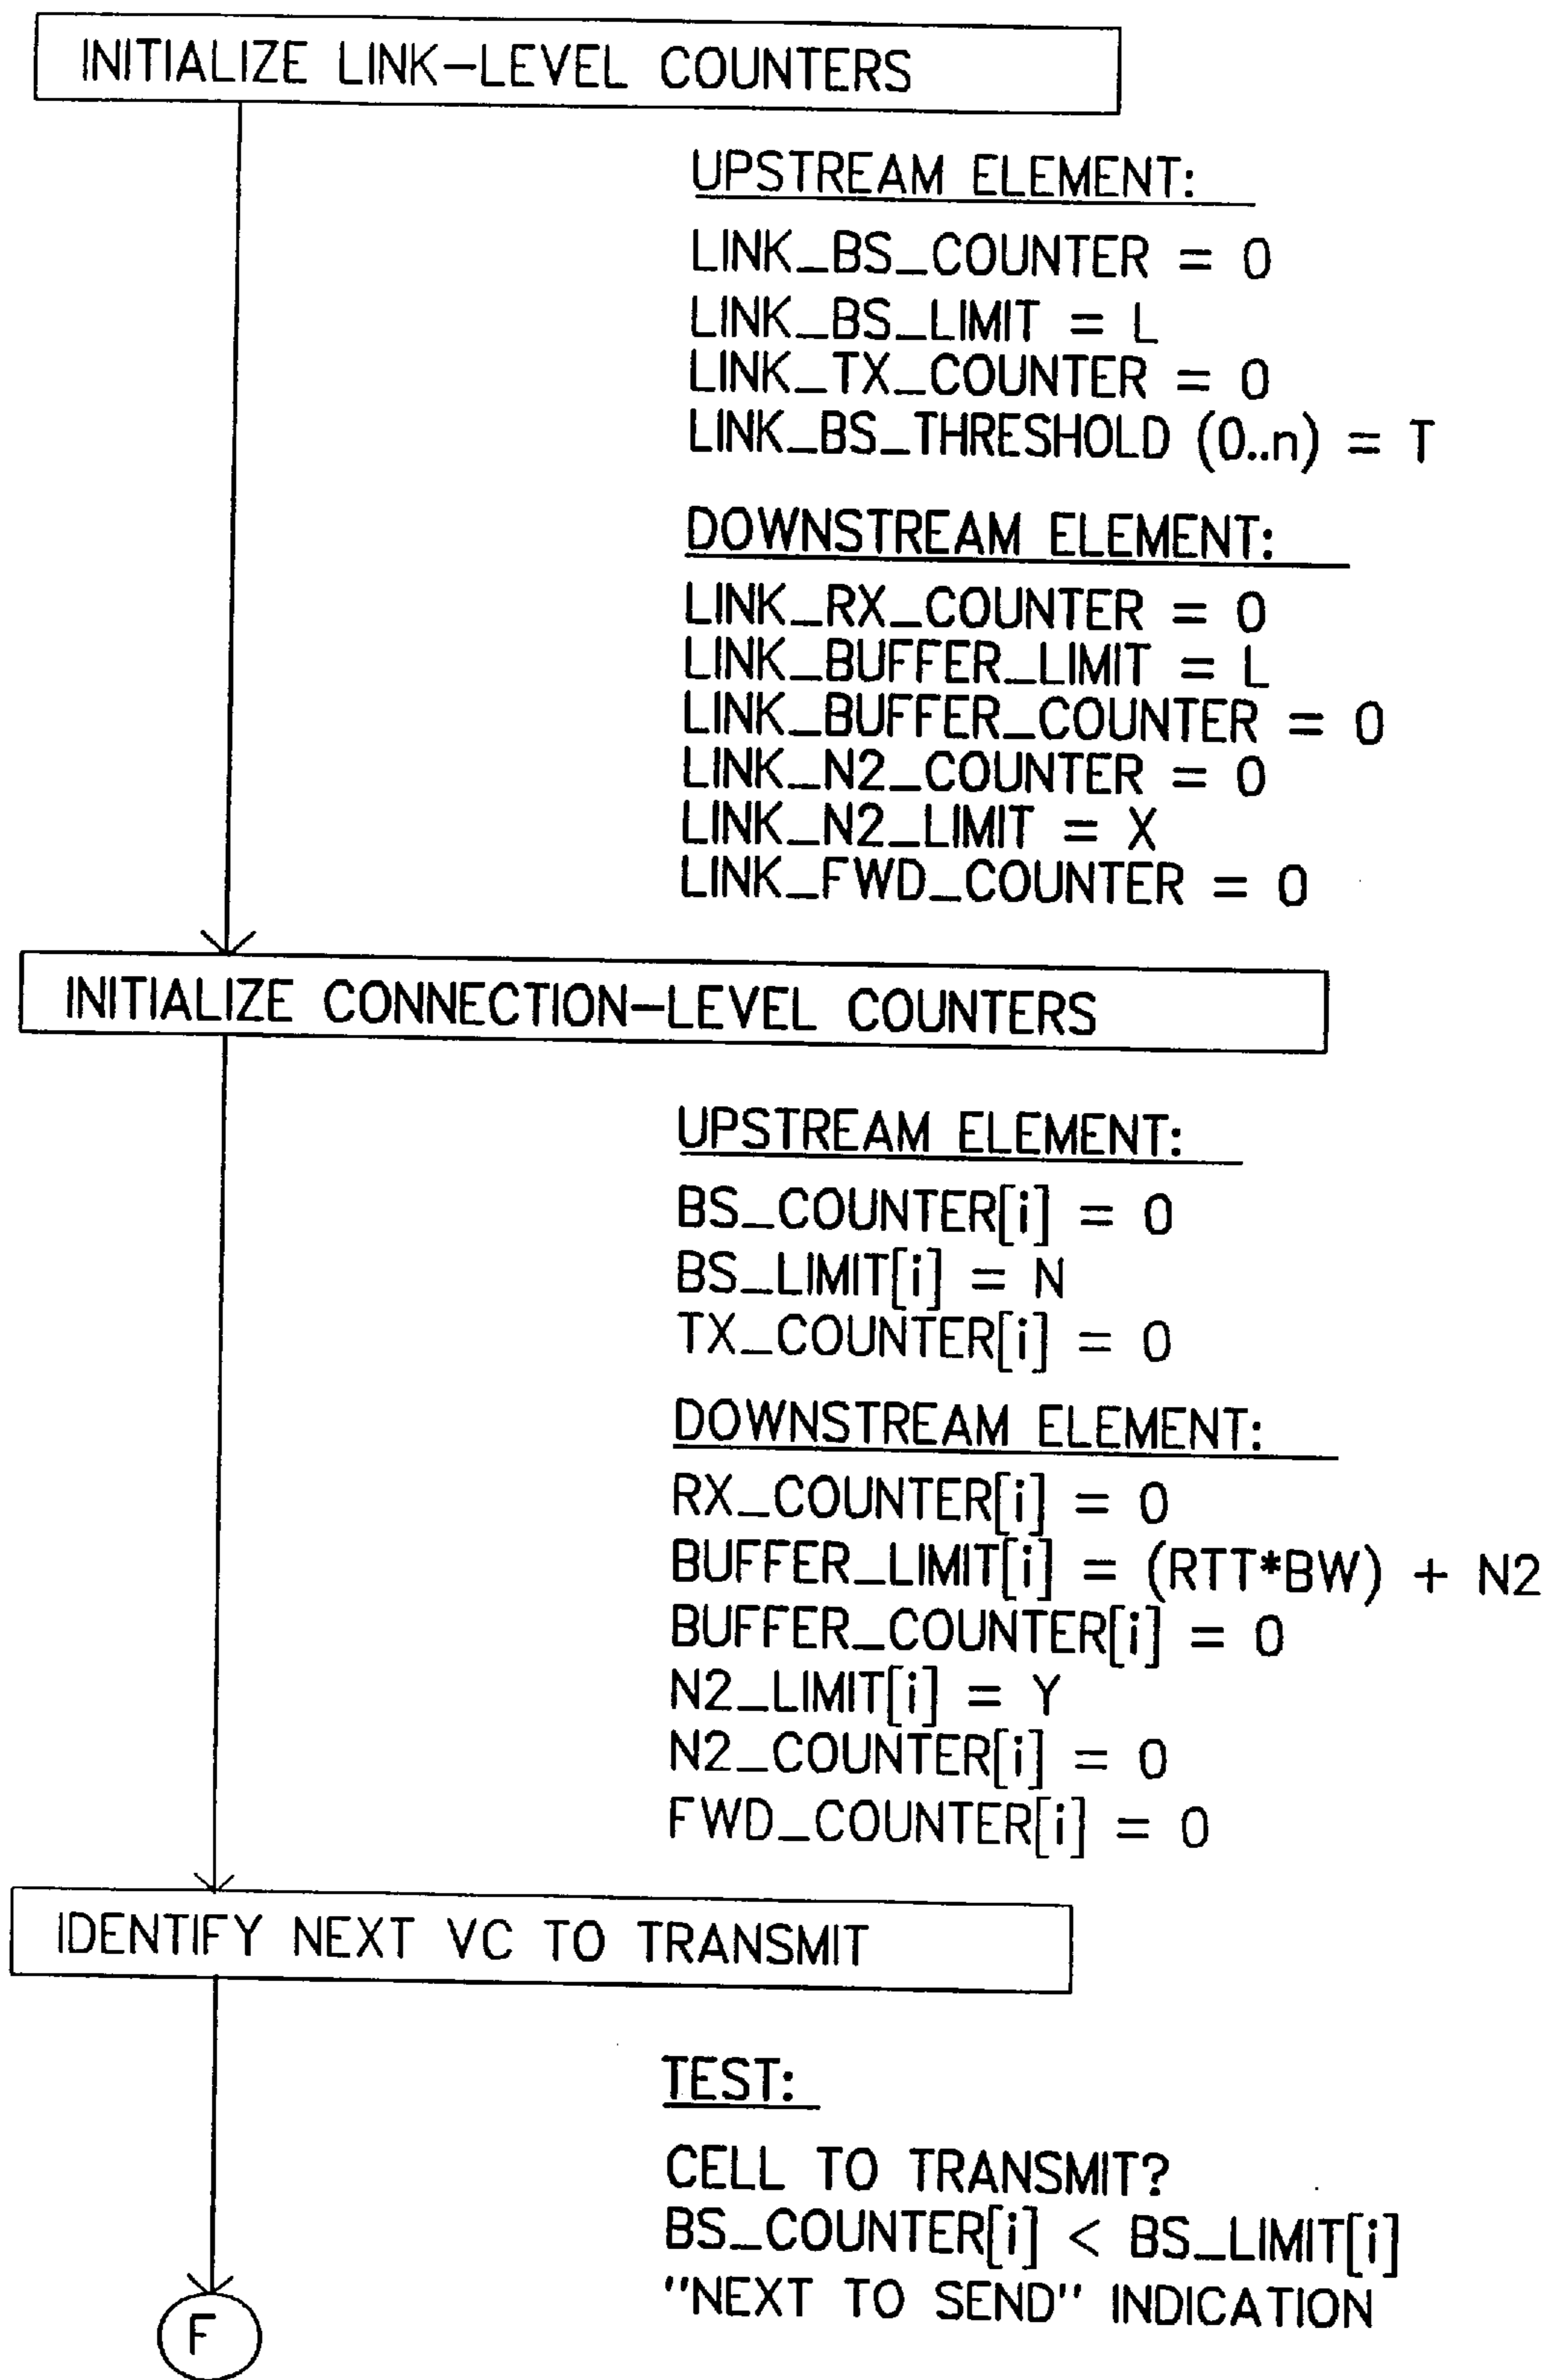 INITIALIZE LINK-LEVEL COUNTERS
UPSTREAM ELEMENT:
LINK_BS_COUNTER = 0
LINK_BS_LIMIT = L
LINK_TX_COUNTER = 0
LINK_BS_THRESHOLD (0..n) = T
DOWNSTREAM ELEMENT:
LINK_RX_COUNTER = 0
LINK_BUFFER_LIMIT = L
LINK_BUFFER_COUNTER = 0
LINK_N2_COUNTER = 0
LINK_N2_LIMIT = X
LINK_FWD_COUNTER = 0
INITIALIZE CONNECTION-LEVEL COUNTERS
UPSTREAM ELEMENT:
BS_COUNTER[i] = 0
BS_LIMIT[i] = N
TX_COUNTER[i] = 0
DOWNSTREAM ELEMENT:
RX_COUNTER[i] = 0
BUFFER_LIMIT[i] = (RTT*BW) + N2
BUFFER_COUNTER[i] = 0
N2_LIMIT[i] = Y
N2_COUNTER[i] = 0
FWD_COUNTER[i] = 0
IDENTIFY NEXT VC TO TRANSMIT
TEST:
CELL TO TRANSMIT?
BS_COUNTER[i] < BS_LIMIT[i]
"NEXT TO SEND" INDICATION
F